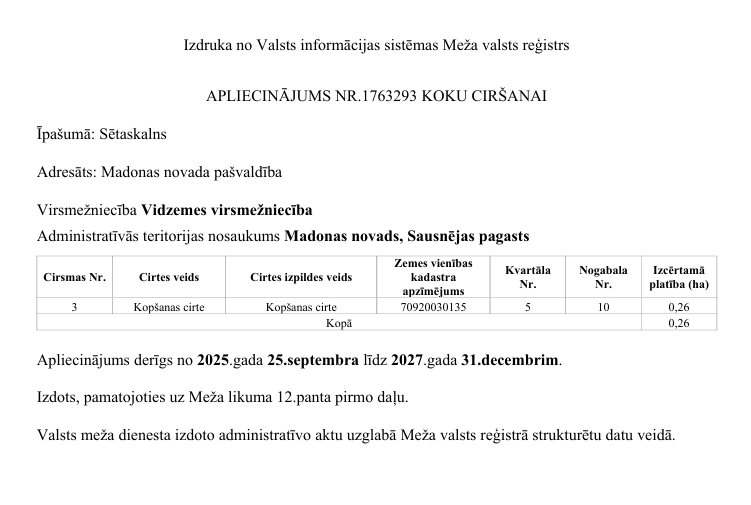 Izdruka no Valsts informācijas sistēmas Meža valsts reģistrs
APLIECINĀJUMS NR.1763293 KOKU CIRŠANAI
Īpašumā: Sētaskalns
Adresāts: Madonas novada pašvaldība
Virsmežniecība Vidzemes virsmežniecība
Administratīvās teritorijas nosaukums Madonas novads, Sausnējas pagasts
Cirsmas Nr. Cirtes veids Cirtes izpildes veids Zemes vienības kadastra apzīmējums Kvartāla Nr. Nogabala Nr. Izcērtamā platība (ha)
3 Kopšanas cirte Kopšanas cirte 70920030135 5 10 0,26
Kopā 0,26
Apliecinājums derīgs no 2025.gada 25.septembra līdz 2027.gada 31.decembrim.
Izdots, pamatojoties uz Meža likuma 12.panta pirmo daļu.
Valsts meža dienesta izdoto administratīvo aktu uzglabā Meža valsts reģistrā strukturētu datu veidā.